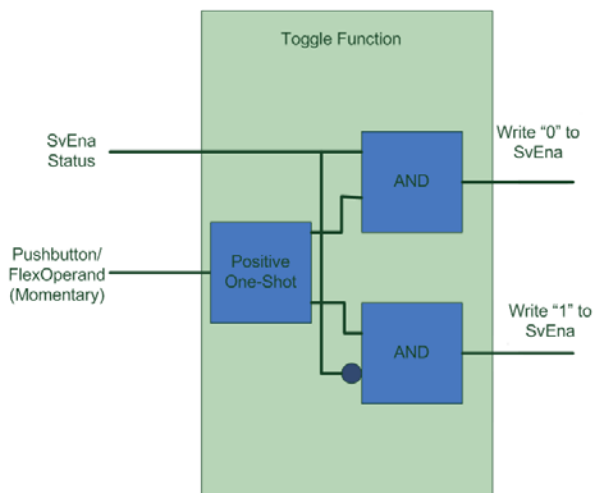 Toggle Function
SvEna
Status
AND
Write “0” to
SvEna
Pushbutton/
FlexOperand
(Momentary)
Positive
One-Shot
AND
Write “1” to
SvEna